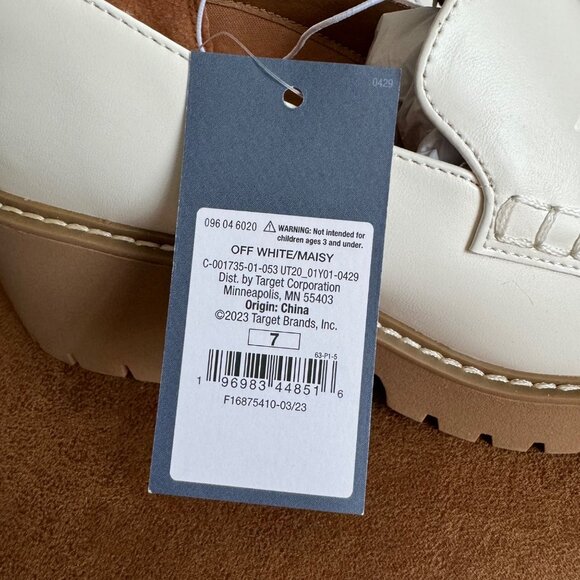 0429
096 04 6020 WARNING: Not intended for
children ages 3 and under.
OFF WHITE/MAISY
C-001735-01-053 UT20_01Y01-0429
Dist. by Target Corporation
Minneapolis, MN 55403
Origin: China
©2023 Target Brands, Inc.
7
63-P1-5
1 96983 44851 6
F16875410-03/23